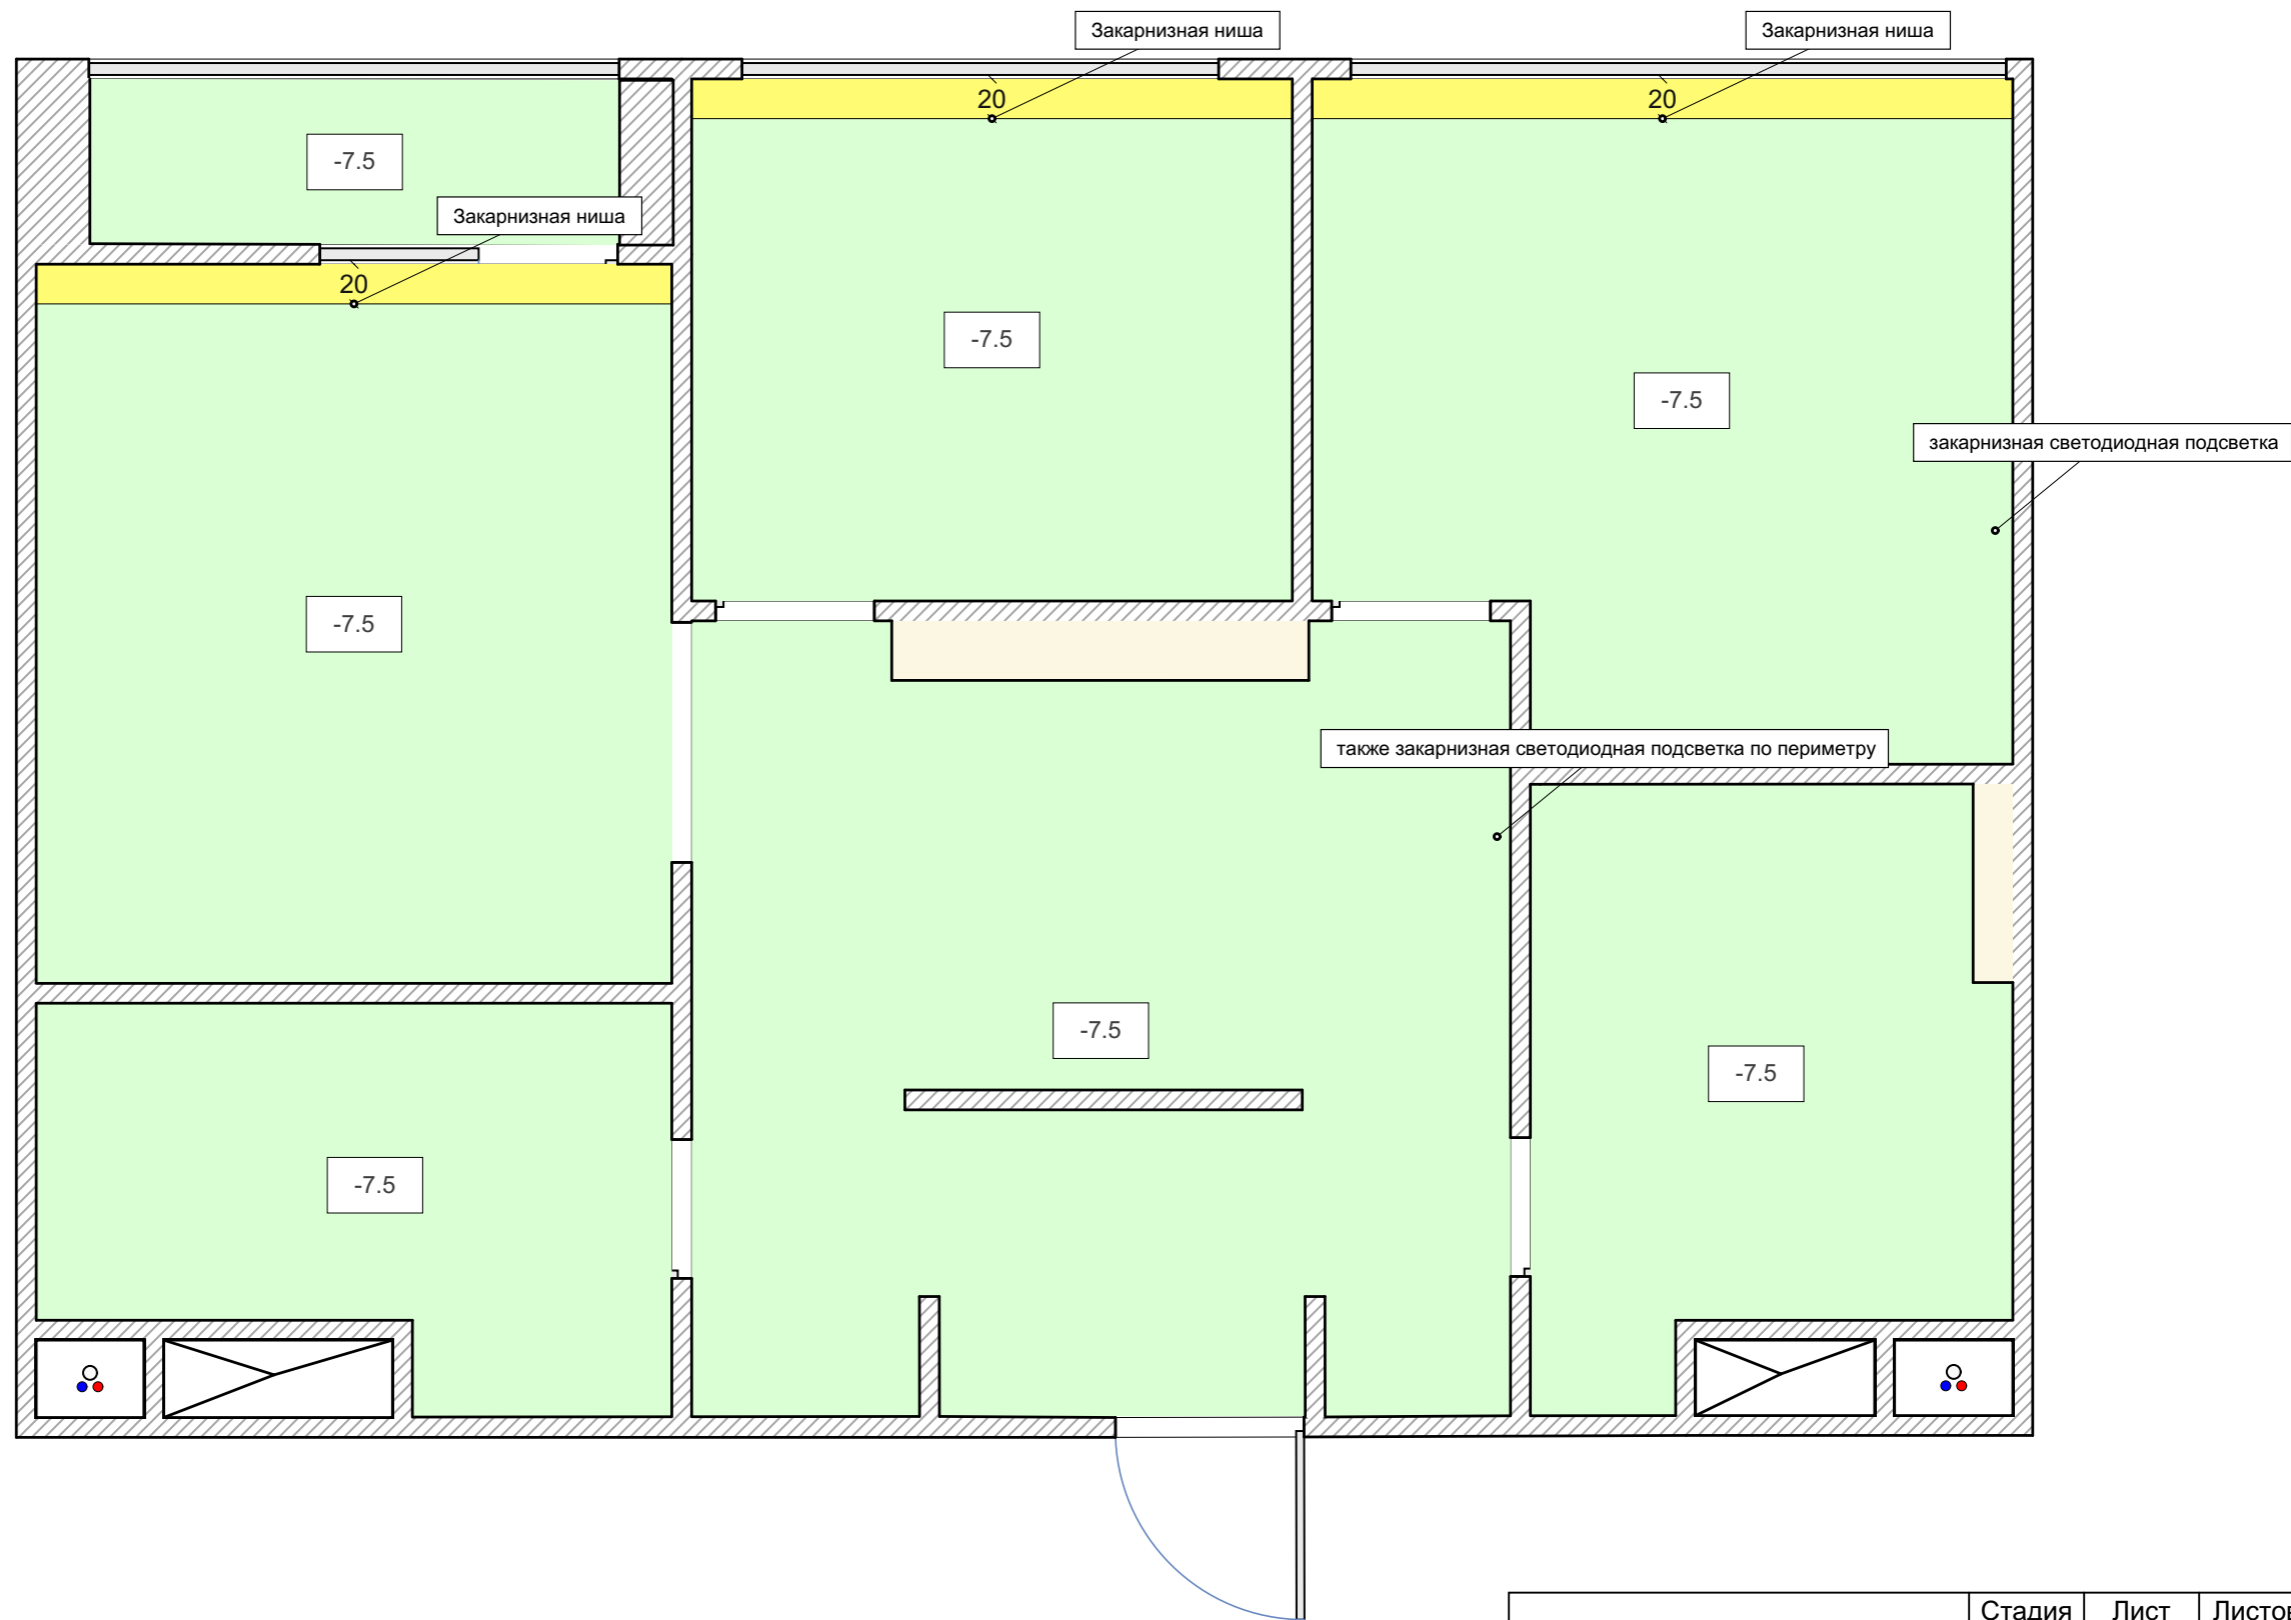 Закарнизная ниша
Закарнизная ниша
20
20
-7.5
Закарнизная ниша
20
-7.5
-7.5
закарнизная светодиодная подсветка
-7.5
также закарнизная светодиодная подсветка по периметру
-7.5
-7.5
-7.5
Стадия Лист